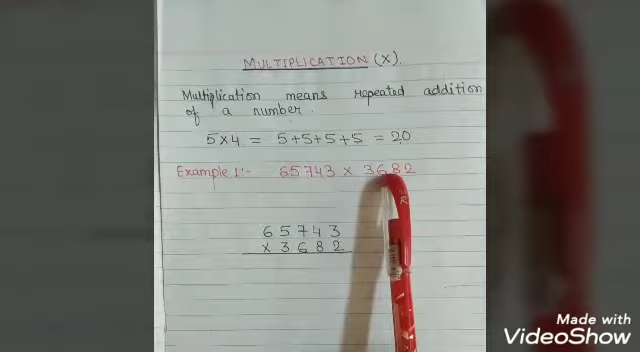 MULTIPLICATION (X).
Multiplication means repeated addition
of a number.
5×4 = 5+5+5+5 = 20
Example 1:- 65743 × 3682
65743
×3682
Made with
VideoShow